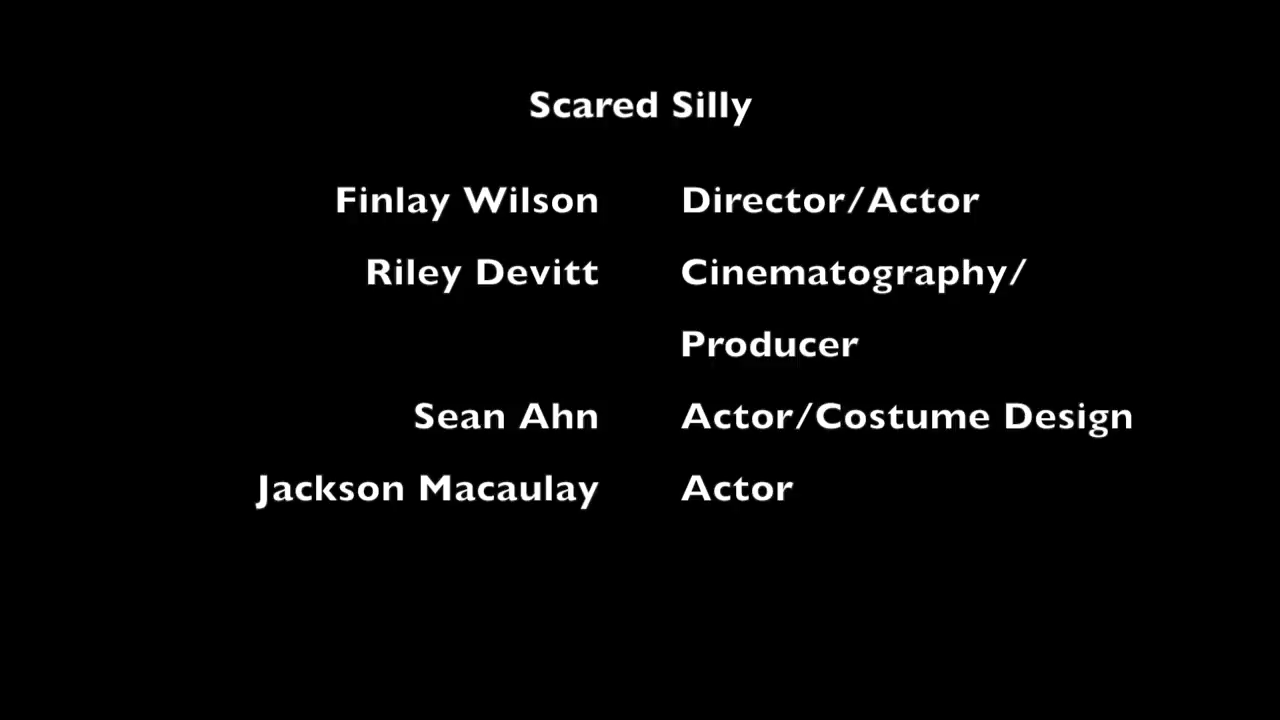 Scared Silly
Finlay Wilson Director/Actor
Riley Devitt Cinematography/
Producer
Sean Ahn Actor/Costume Design
Jackson Macaulay Actor